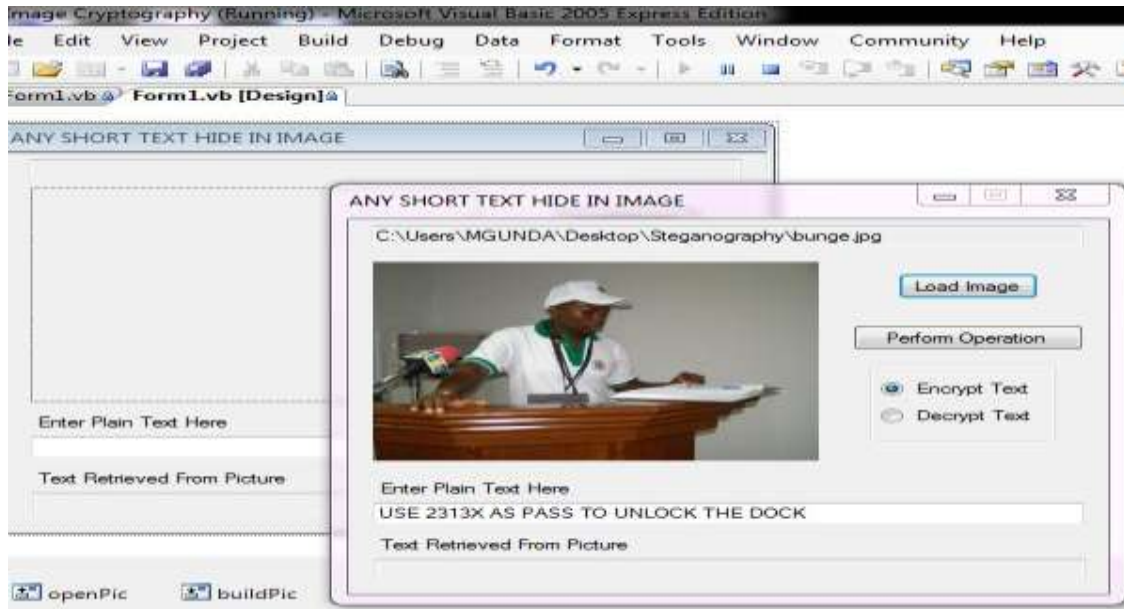 mage Cryptography (Running) - Microsoft Visual Basic 2005 Express Edition
le Edit View Project Build Debug Data Format Tools Window Community Help
Form1.vb Form1.vb [Design]
ANY SHORT TEXT HIDE IN IMAGE
Enter Plain Text Here
Text Retrieved From Picture
ANY SHORT TEXT HIDE IN IMAGE
C:\Users\MGUNDA\Desktop\Steganography\bunge.jpg
Load Image
Perform Operation
Encrypt Text
Decrypt Text
Enter Plain Text Here
USE 2313X AS PASS TO UNLOCK THE DOCK
Text Retrieved From Picture
openPic buildPic